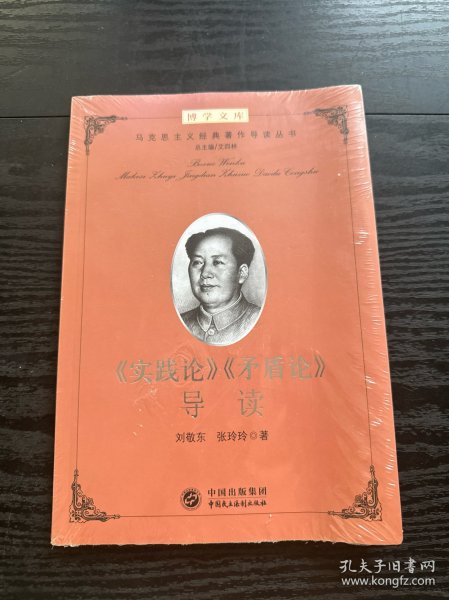 博学文库
马克思主义经典著作导读丛书
总主编/艾四林
Boxue Wenku
Makesi Zhuyi Jingdian Zhuzuo Daodu Congshu
《实践论》《矛盾论》
导读
刘敬东 张玲玲◎著
中国出版集团
中国民主法制出版社
孔夫子旧书网
www.kongfz.com